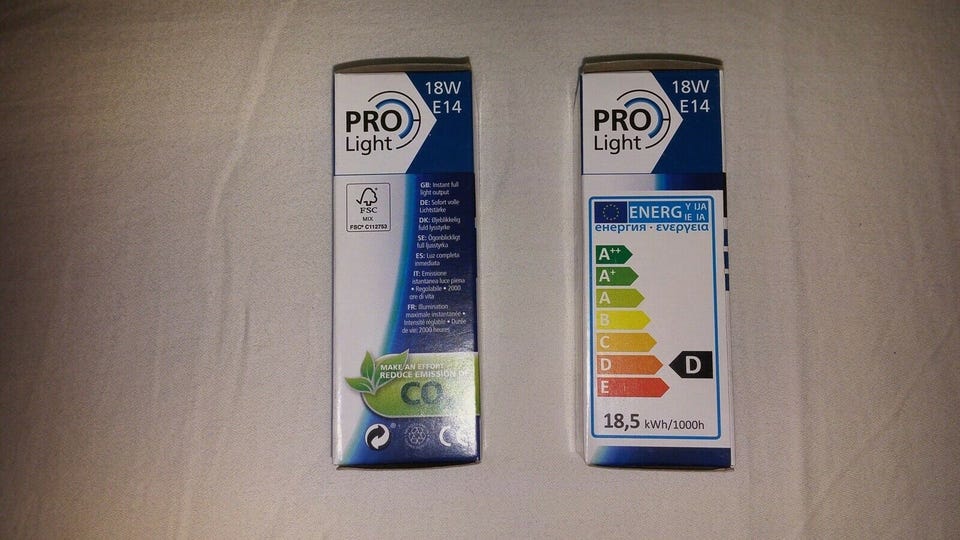 18W
E14
PRO
Light
FSC
MIX
FSC® C112753
GB: Instant full
light output
DE: Sofort volle
Lichtstärke
DK: Øjeblikkelig
fuld lysstyrke
SE: Ögonblickligt
full ljusstyrka
ES: Luz completa
inmediata
IT: Emissione
istantanea luce piena
• Regolabile • 2000
ore di vita
FR: Illumination
maximale instantanée •
Intensité réglable • Durée
de vie: 2000 heures
MAKE AN EFFORT –
REDUCE EMISSION OF
CO
CE
18W
E14
PRO
Light
ENERG Y IJA
IE IA
енергия · ενεργεια
A++
A+
A
B
C
D
D
E
18,5 kWh/1000h